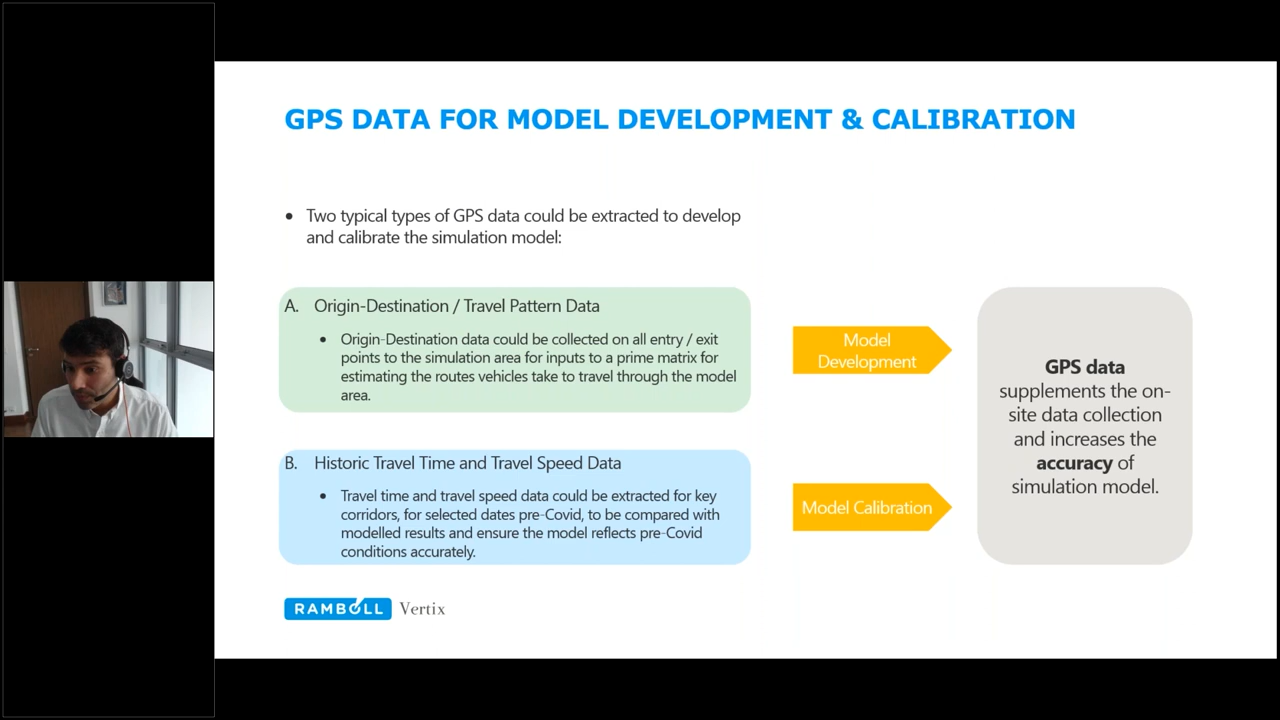 GPS DATA FOR MODEL DEVELOPMENT & CALIBRATION
• Two typical types of GPS data could be extracted to develop
and calibrate the simulation model:
A. Origin-Destination / Travel Pattern Data
• Origin-Destination data could be collected on all entry / exit
points to the simulation area for inputs to a prime matrix for
estimating the routes vehicles take to travel through the model
area.
Model
Development
B. Historic Travel Time and Travel Speed Data
• Travel time and travel speed data could be extracted for key
corridors, for selected dates pre-Covid, to be compared with
modelled results and ensure the model reflects pre-Covid
conditions accurately.
Model Calibration
GPS data
supplements the on-
site data collection
and increases the
accuracy of
simulation model.
RAMBOLL Vertix